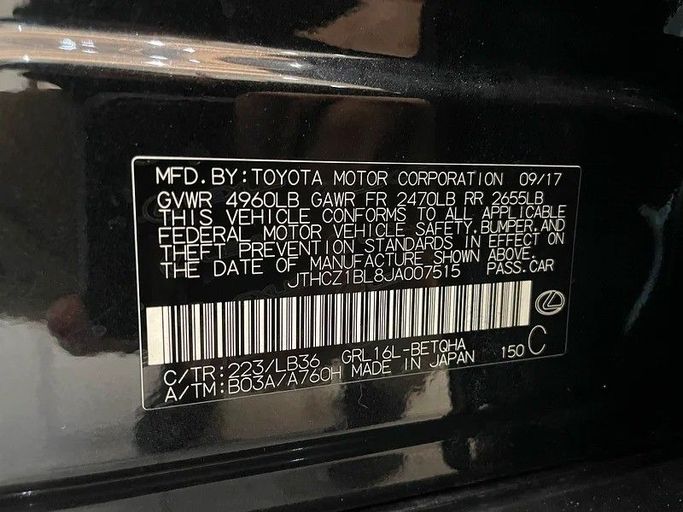 MFD.BY:TOYOTA MOTOR CORPORATION 09/17
GVWR 4960LB GAWR FR 2470LB RR 2655LB
THIS VEHICLE CONFORMS TO ALL APPLICABLE
FEDERAL MOTOR VEHICLE SAFETY,BUMPER,AND
THEFT PREVENTION STANDARDS IN EFFECT ON
THE DATE OF MANUFACTURE SHOWN ABOVE.
JTHCZ1BL8JA007515 PASS.CAR
C/TR:223/LB36 GRL16L-BETQHA 150 C
A/TM:B03A/A760H MADE IN JAPAN